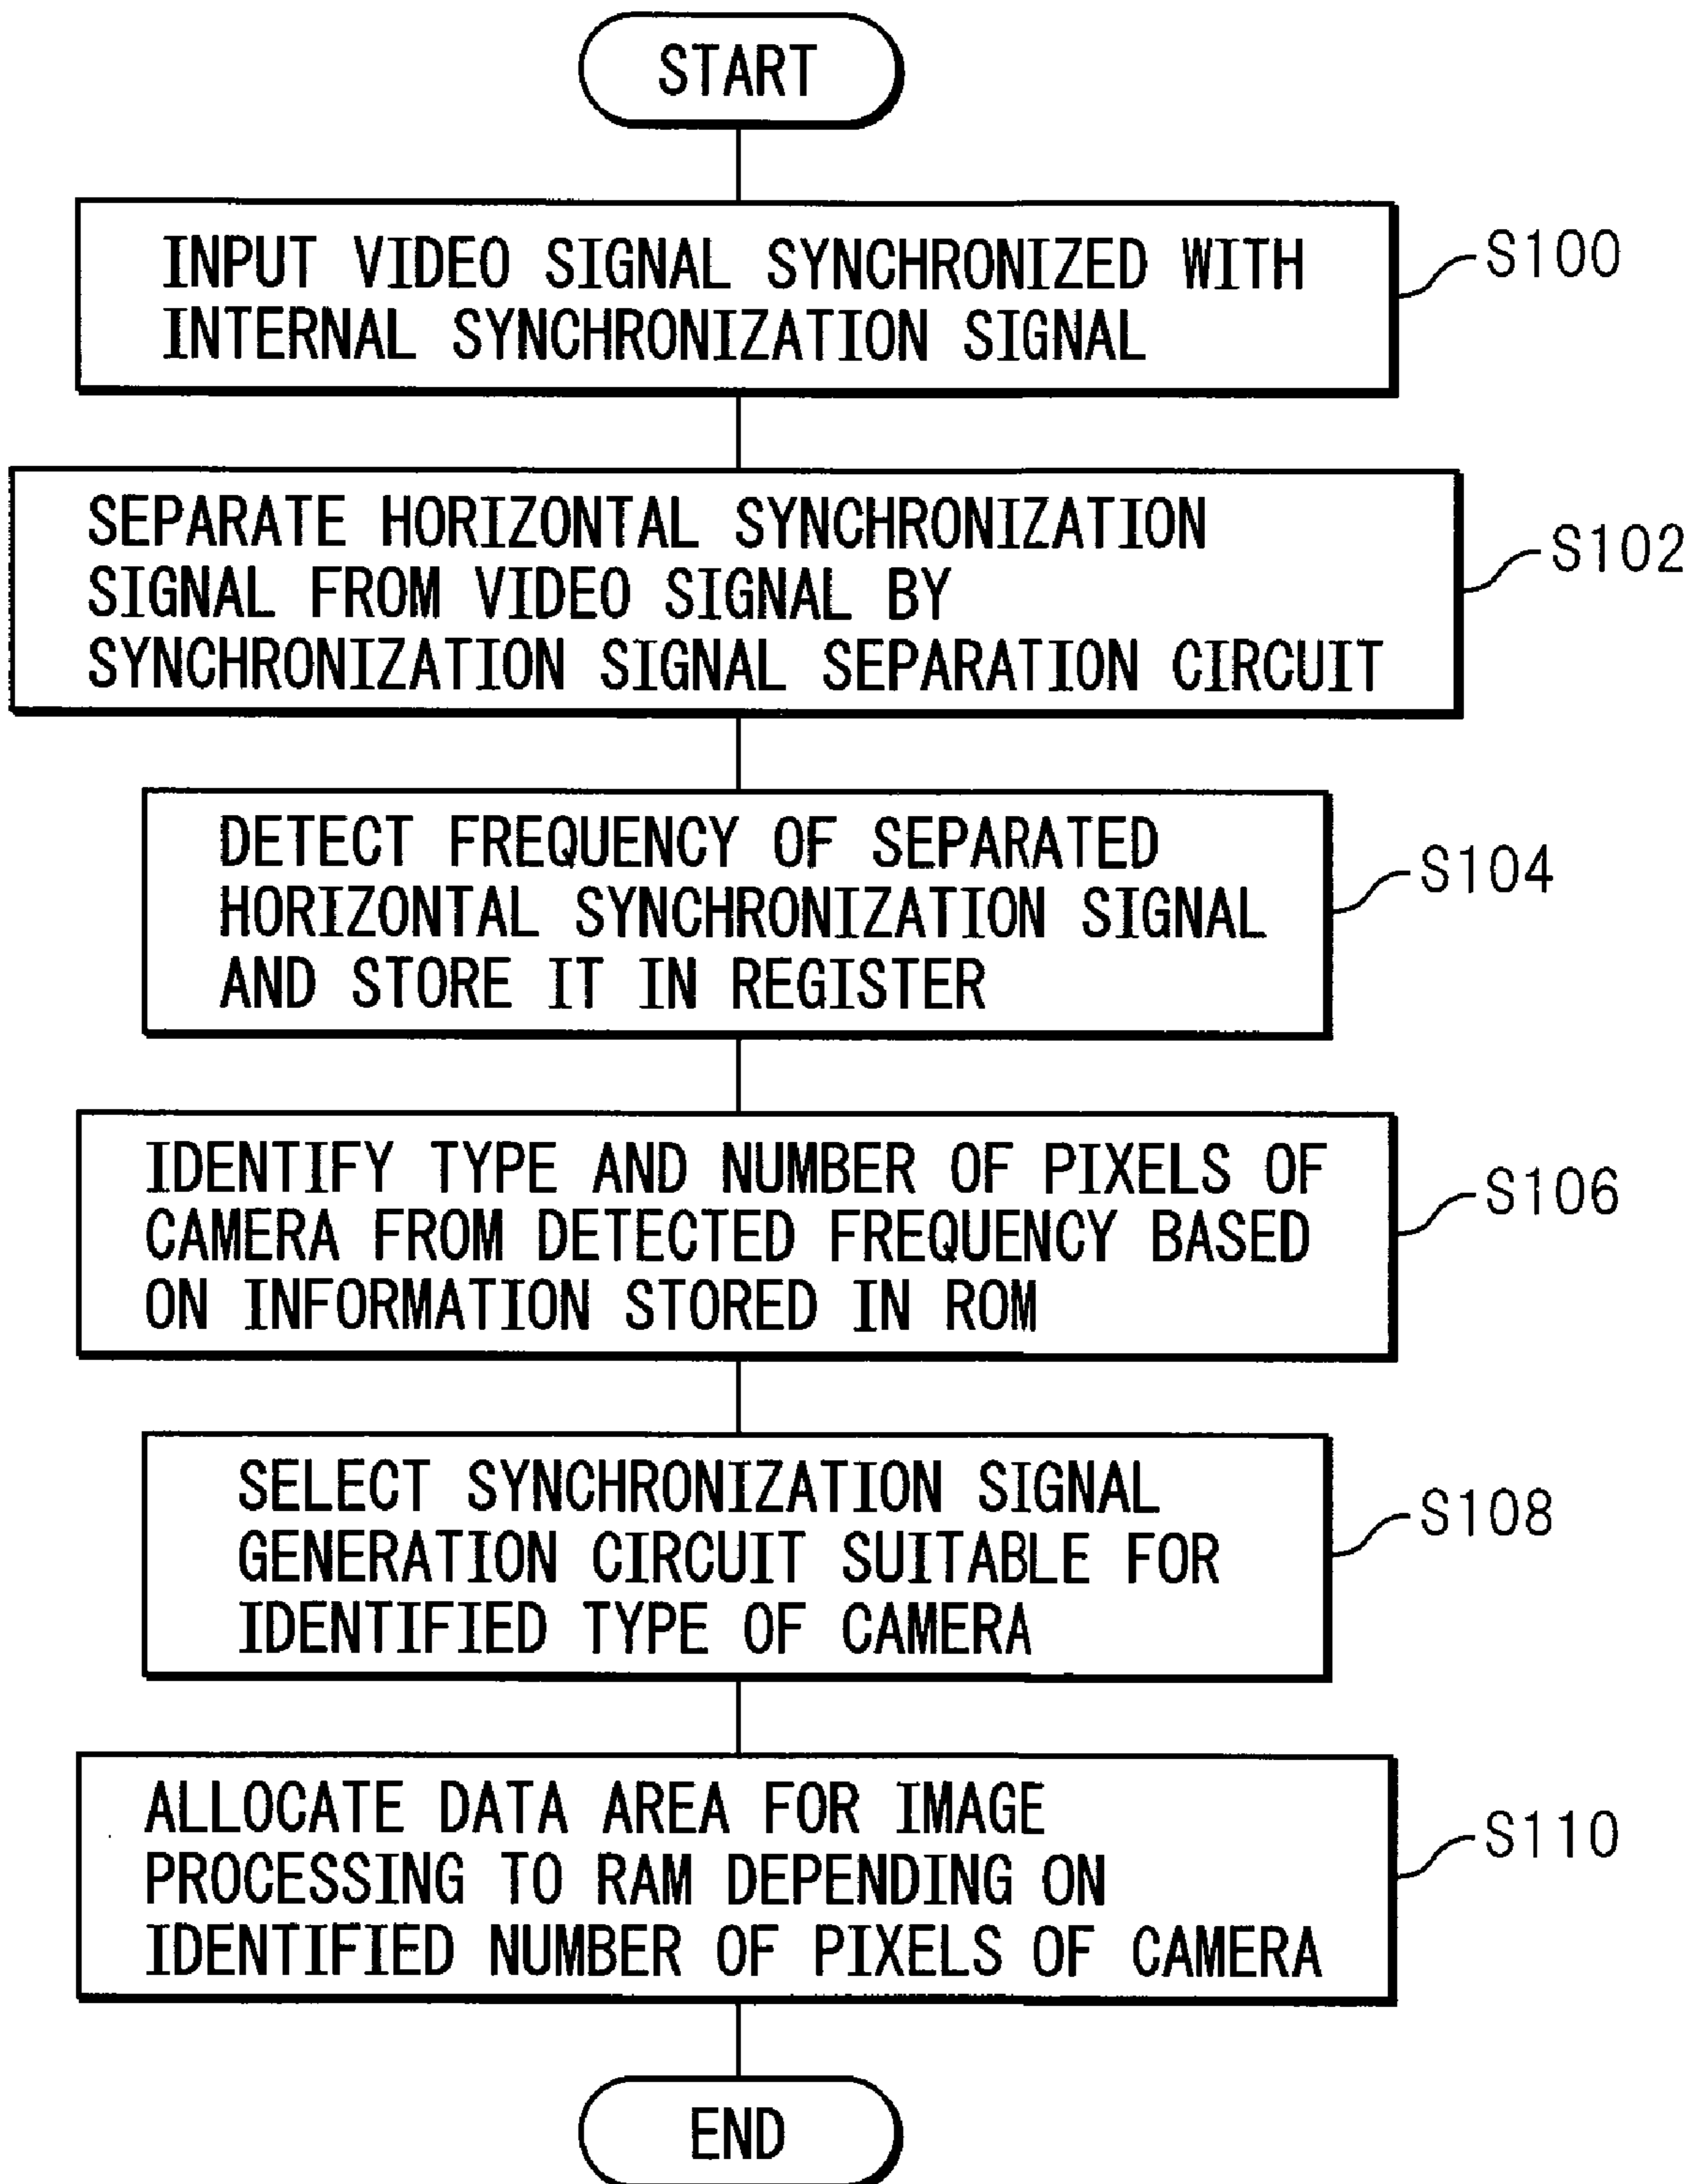 START
INPUT VIDEO SIGNAL SYNCHRONIZED WITH
INTERNAL SYNCHRONIZATION SIGNAL
S100
SEPARATE HORIZONTAL SYNCHRONIZATION
SIGNAL FROM VIDEO SIGNAL BY
SYNCHRONIZATION SIGNAL SEPARATION CIRCUIT
S102
DETECT FREQUENCY OF SEPARATED
HORIZONTAL SYNCHRONIZATION SIGNAL
AND STORE IT IN REGISTER
S104
IDENTIFY TYPE AND NUMBER OF PIXELS OF
CAMERA FROM DETECTED FREQUENCY BASED
ON INFORMATION STORED IN ROM
S106
SELECT SYNCHRONIZATION SIGNAL
GENERATION CIRCUIT SUITABLE FOR
IDENTIFIED TYPE OF CAMERA
S108
ALLOCATE DATA AREA FOR IMAGE
PROCESSING TO RAM DEPENDING ON
IDENTIFIED NUMBER OF PIXELS OF CAMERA
S110
END